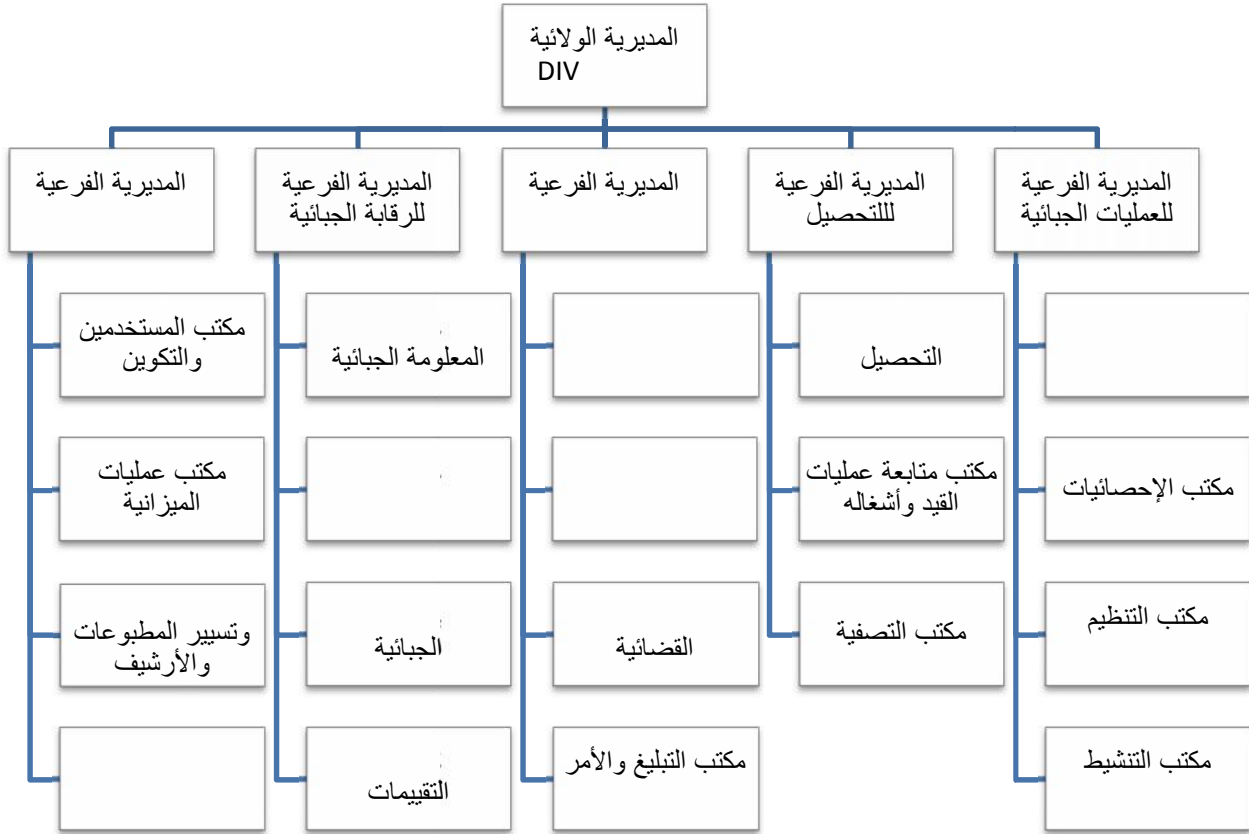 المديرية الولائية
DIV
المديرية الفرعية
للعمليات الجبائية
المديرية الفرعية
لللتحصيل
المديرية الفرعية
المديرية الفرعية
للرقابة الجبائية
المديرية الفرعية
مكتب الإحصائيات
مكتب التنظيم
مكتب التنشيط
التحصيل
مكتب متابعة عمليات
القيد وأشغاله
مكتب التصفية
القضائية
مكتب التبليغ والأمر
المعلومة الجبائية
الجبائية
التقييمات
مكتب المستخدمين
والتكوين
مكتب عمليات
الميزانية
وتسيير المطبوعات
والأرشيف